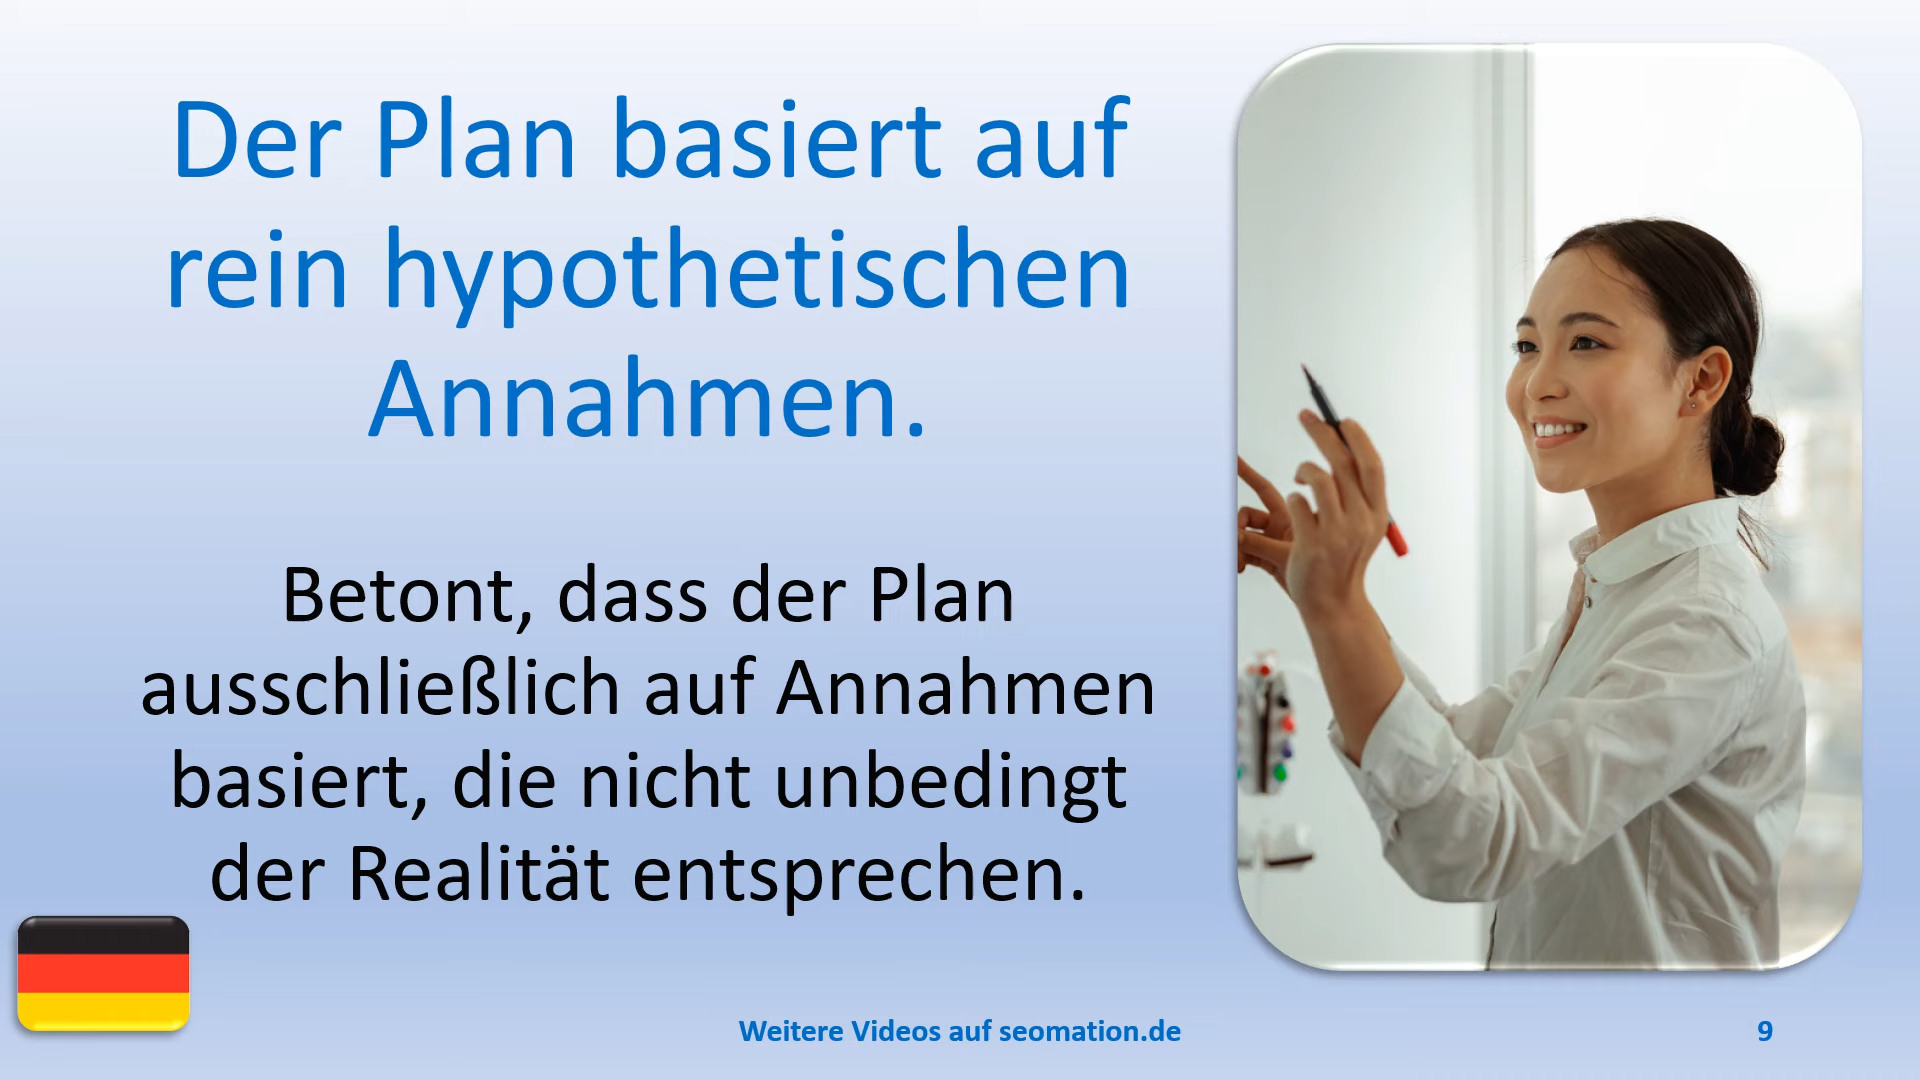 Der Plan basiert auf
rein hypothetischen
Annahmen.
Betont, dass der Plan
ausschließlich auf Annahmen
basiert, die nicht unbedingt
der Realität entsprechen.
Weitere Videos auf seomation.de
9